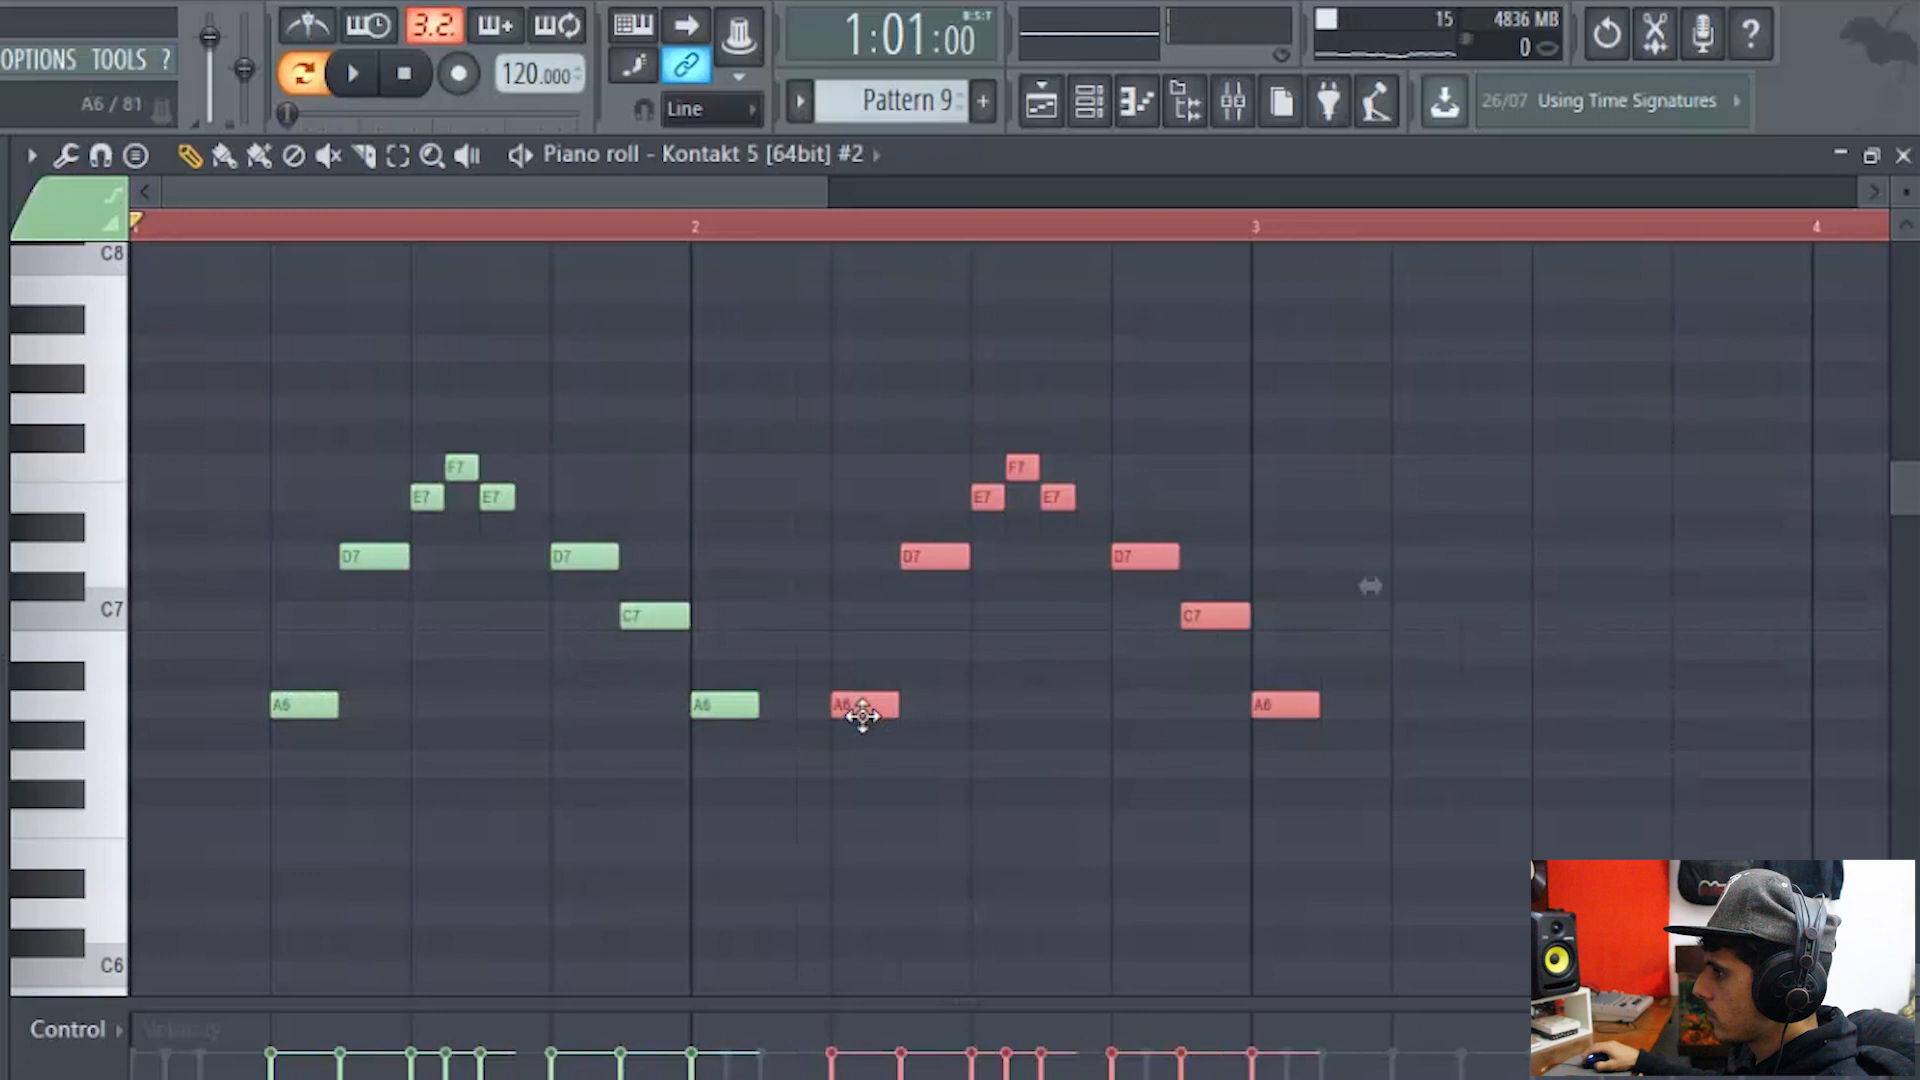 OPTIONS TOOLS ?
A6 / 81
3.2.
120.000
Line
1:01:00
B:S:T
Pattern 9
+
15
4836 MB
0
?
26/07 Using Time Signatures
Piano roll - Kontakt 5 [64bit] #2
2
3
4
C8
F7
F7
E7
E7
E7
E7
D7
D7
D7
D7
C7
C7
C7
A6
A6
A6
A6
C6
Control
Velocity